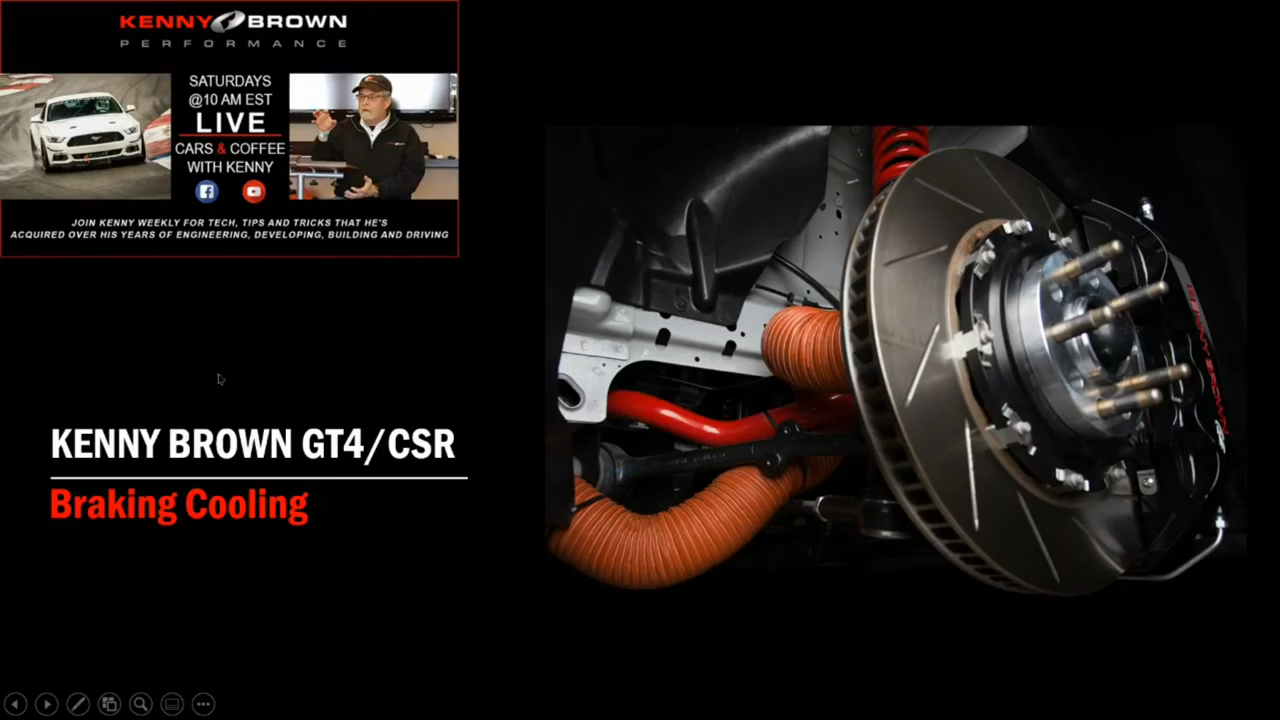 KENNY BROWN
PERFORMANCE
SATURDAYS
@10 AM EST
LIVE
CARS & COFFEE
WITH KENNY
JOIN KENNY WEEKLY FOR TECH, TIPS AND TRICKS THAT HE'S
ACQUIRED OVER HIS YEARS OF ENGINEERING, DEVELOPING, BUILDING AND DRIVING
KENNY BROWN
KENNY BROWN GT4/CSR
Braking Cooling